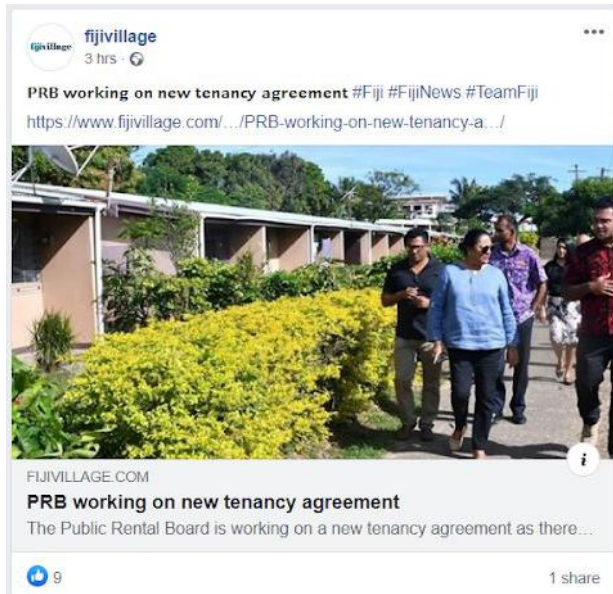 fijivillage
fijivillage
3 hrs
PRB working on new tenancy agreement #Fiji #FijiNews #TeamFiji
https://www.fijivillage.com/.../PRB-working-on-new-tenancy-a.../
i
FIJIVILLAGE.COM
PRB working on new tenancy agreement
The Public Rental Board is working on a new tenancy agreement as there...
9
1 share